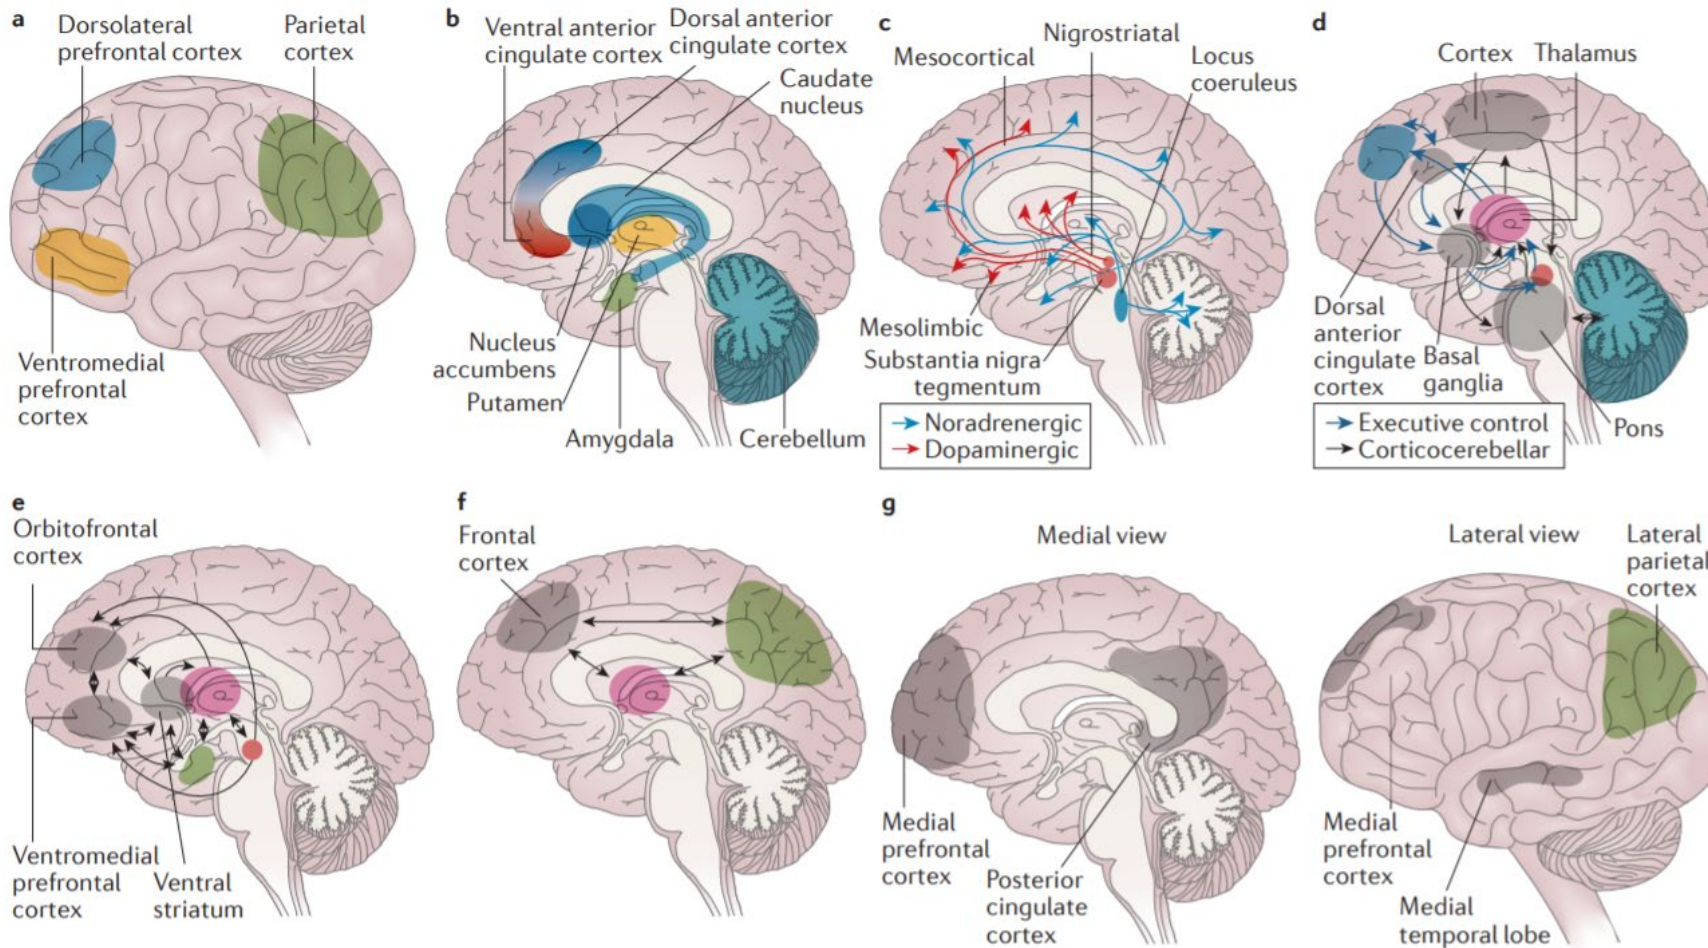 a
Dorsolateral
prefrontal cortex
Parietal
cortex
Ventromedial
prefrontal
cortex
b
Ventral anterior
cingulate cortex
Dorsal anterior
cingulate cortex
Caudate
nucleus
Nucleus
accumbens
Putamen
Amygdala
Cerebellum
c
Mesocortical
Nigrostriatal
Locus
coeruleus
Mesolimbic
Substantia nigra
tegmentum
Noradrenergic
Dopaminergic
d
Cortex
Thalamus
Dorsal
anterior
cingulate
cortex
Basal
ganglia
Pons
Executive control
Corticocerebellar
e
Orbitofrontal
cortex
Ventromedial
prefrontal
cortex
Ventral
striatum
f
Frontal
cortex
g
Medial view
Medial
prefrontal
cortex
Posterior
cingulate
cortex
Lateral view
Lateral
parietal
cortex
Medial
prefrontal
cortex
Medial
temporal lobe